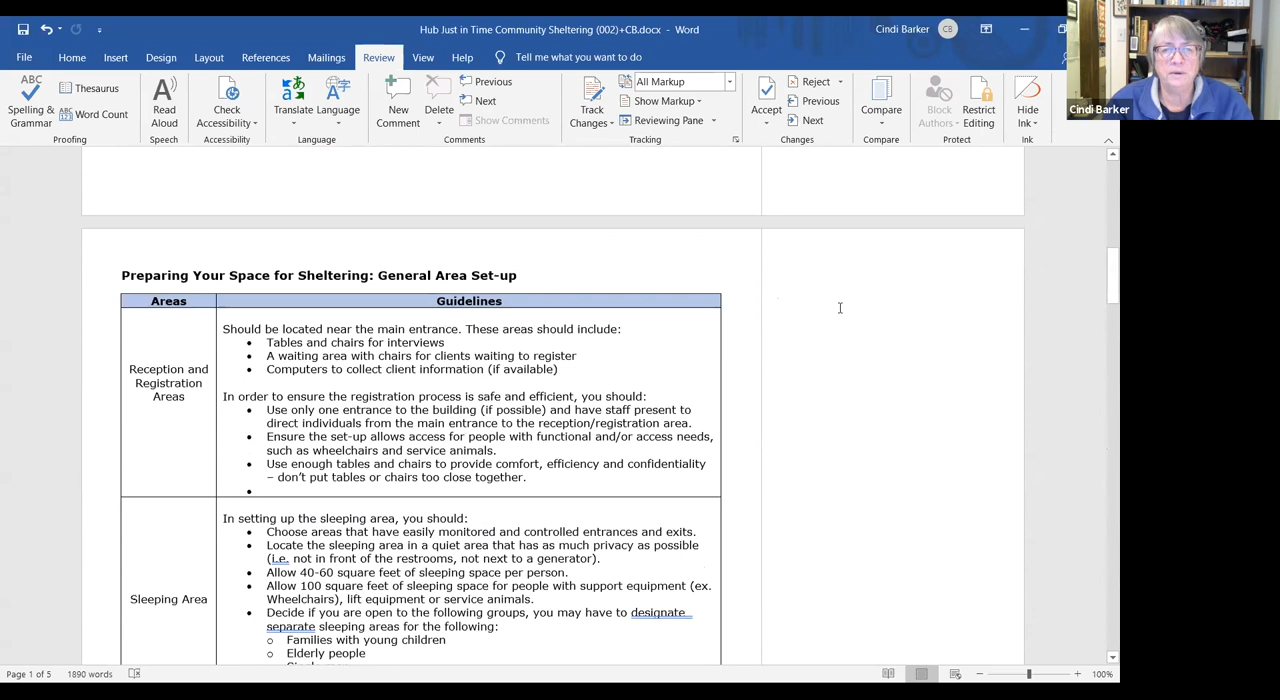 Hub Just in Time Community Sheltering (002)+CB.docx - Word
Cindi Barker
CB
File Home Insert Design Layout References Mailings Review View Help Tell me what you want to do
ABC
Spelling & Grammar
Thesaurus
ABC 123 Word Count
Proofing
Read Aloud
Speech
Check Accessibility
Accessibility
Translate
Language
Language
New Comment
Delete
Previous
Next
Show Comments
Comments
Track Changes
All Markup
Show Markup
Reviewing Pane
Tracking
Accept
Reject
Previous
Next
Changes
Compare
Compare
Block Authors
Restrict Editing
Protect
Hide Ink
Ink
Cindi Barker
Preparing Your Space for Sheltering: General Area Set-up
Areas
Guidelines
Reception and
Registration
Areas
Should be located near the main entrance. These areas should include:
• Tables and chairs for interviews
• A waiting area with chairs for clients waiting to register
• Computers to collect client information (if available)
In order to ensure the registration process is safe and efficient, you should:
• Use only one entrance to the building (if possible) and have staff present to
direct individuals from the main entrance to the reception/registration area.
• Ensure the set-up allows access for people with functional and/or access needs,
such as wheelchairs and service animals.
• Use enough tables and chairs to provide comfort, efficiency and confidentiality
– don't put tables or chairs too close together.
•
Sleeping Area
In setting up the sleeping area, you should:
• Choose areas that have easily monitored and controlled entrances and exits.
• Locate the sleeping area in a quiet area that has as much privacy as possible
(i.e. not in front of the restrooms, not next to a generator).
• Allow 40-60 square feet of sleeping space per person.
• Allow 100 square feet of sleeping space for people with support equipment (ex.
Wheelchairs), lift equipment or service animals.
• Decide if you are open to the following groups, you may have to designate
separate sleeping areas for the following:
o Families with young children
o Elderly people
Page 1 of 5
1890 words
100%